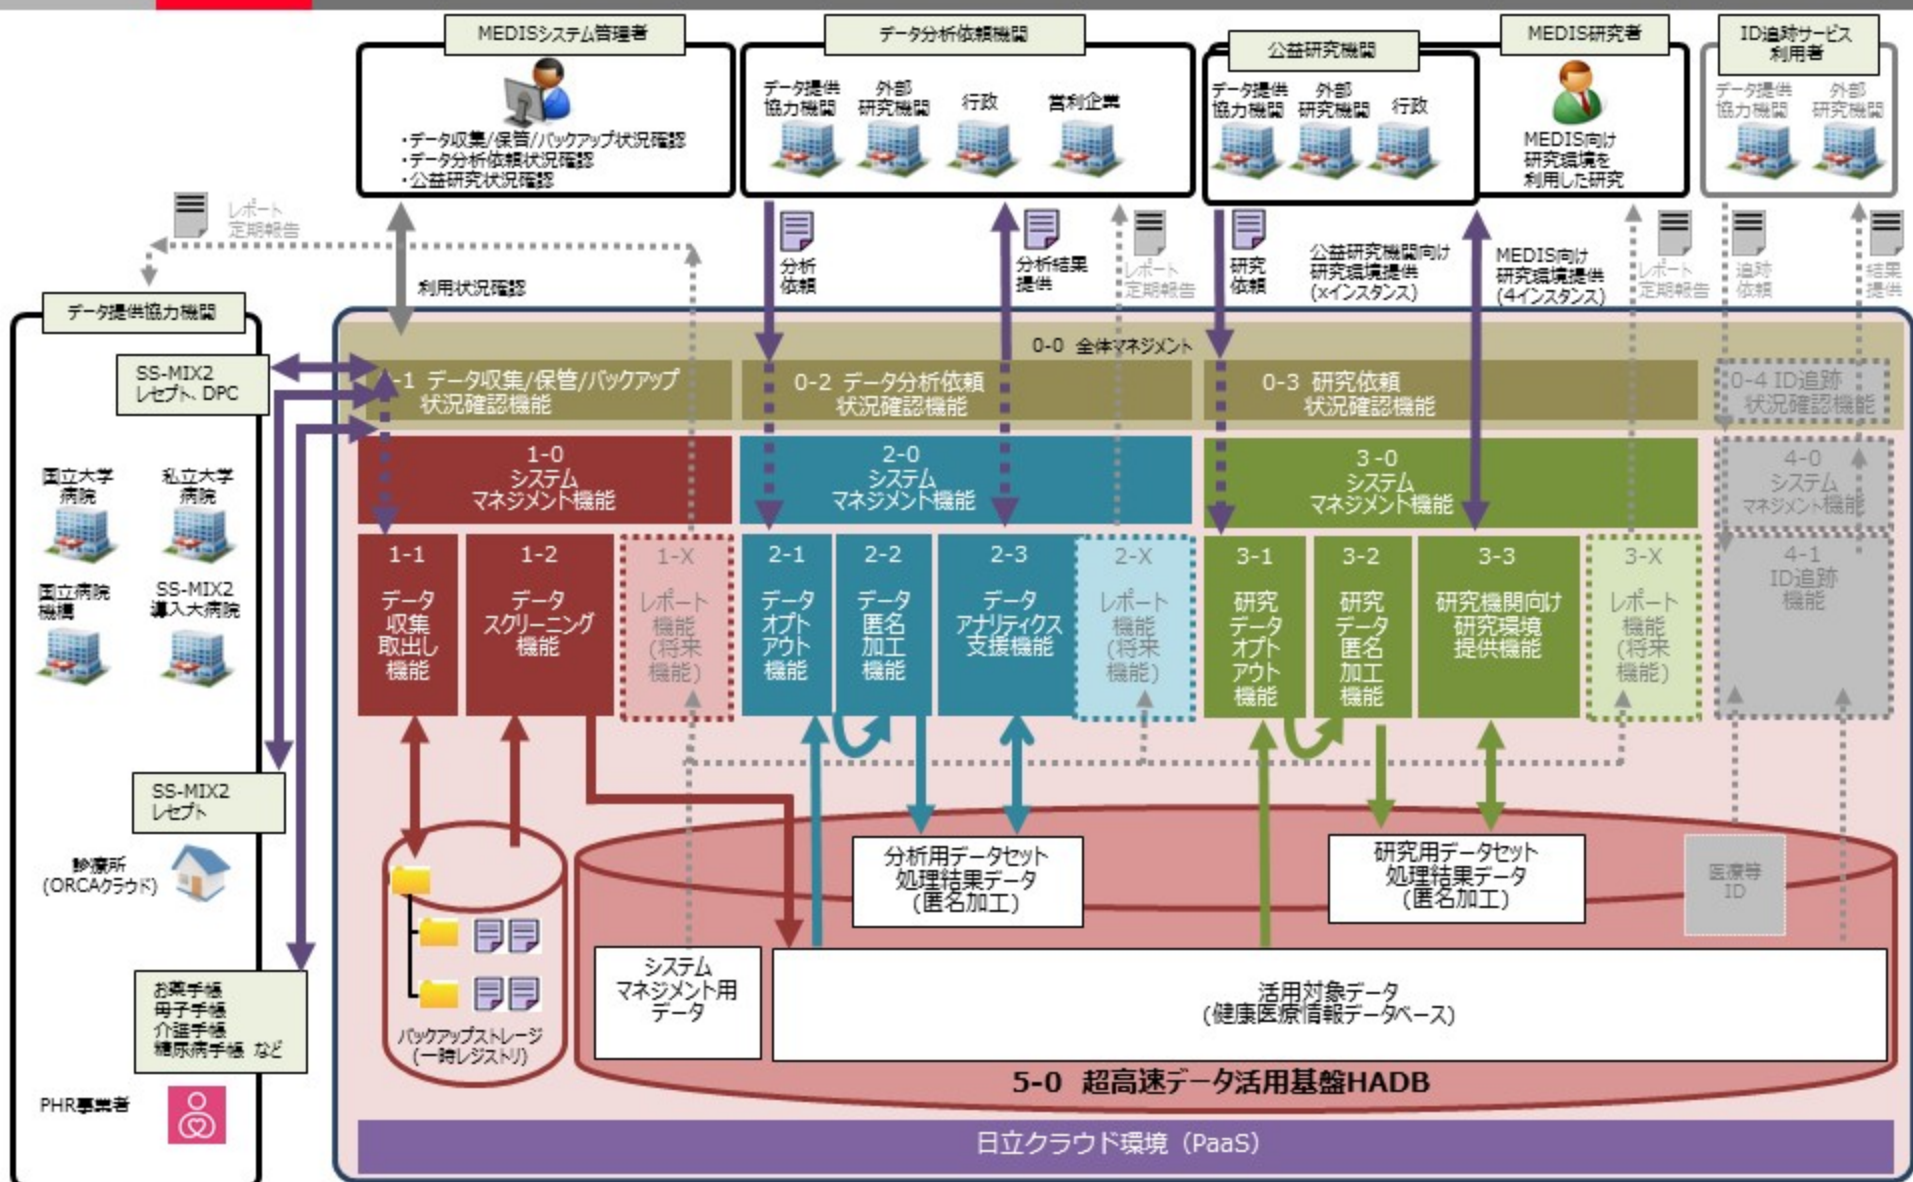 MEDISシステム管理者
・データ収集/保管/バックアップ状況確認
・データ分析依頼状況確認
・公益研究状況確認
データ分析依頼機関
データ提供
協力機関
外部
研究機関
行政
営利企業
公益研究機関
データ提供
協力機関
外部
研究機関
行政
MEDIS研究者
MEDIS向け
研究環境を
利用した研究
ID追跡サービス
利用者
データ提供
協力機関
外部
研究機関
レポート
定期報告
利用状況確認
分析
依頼
分析結果
提供
レポート
定期報告
研究
依頼
公益研究機関向け
研究環境提供
(xインスタンス)
MEDIS向け
研究環境提供
(4インスタンス)
レポート
定期報告
追跡
依頼
結果
提供
データ提供協力機関
SS-MIX2
レセプト、DPC
国立大学
病院
私立大学
病院
国立病院
機構
SS-MIX2
導入大病院
SS-MIX2
レセプト
診療所
(ORCAクラウド)
お薬手帳
母子手帳
介護手帳
糖尿病手帳 など
PHR事業者
0-0 全体マネジメント
-1 データ収集/保管/バックアップ
状況確認機能
0-2 データ分析依頼
状況確認機能
0-3 研究依頼
状況確認機能
0-4 ID追跡
状況確認機能
1-0
システム
マネジメント機能
2-0
システム
マネジメント機能
3-0
システム
マネジメント機能
4-0
システム
マネジメント機能
1-1
データ
収集
取出し
機能
1-2
データ
スクリーニング
機能
1-X
レポート
機能
(将来
機能)
2-1
データ
オプト
アウト
機能
2-2
データ
匿名
加工
機能
2-3
データ
アナリティクス
支援機能
2-X
レポート
機能
(将来
機能)
3-1
研究
データ
オプト
アウト
機能
3-2
研究
データ
匿名
加工
機能
3-3
研究機関向け
研究環境
提供機能
3-X
レポート
機能
(将来
機能)
4-1
ID追跡
機能
バックアップストレージ
(一時レジストリ)
分析用データセット
処理結果データ
(匿名加工)
研究用データセット
処理結果データ
(匿名加工)
医療等
ID
システム
マネジメント用
データ
活用対象データ
(健康医療情報データベース)
5-0 超高速データ活用基盤HADB
日立クラウド環境（PaaS）